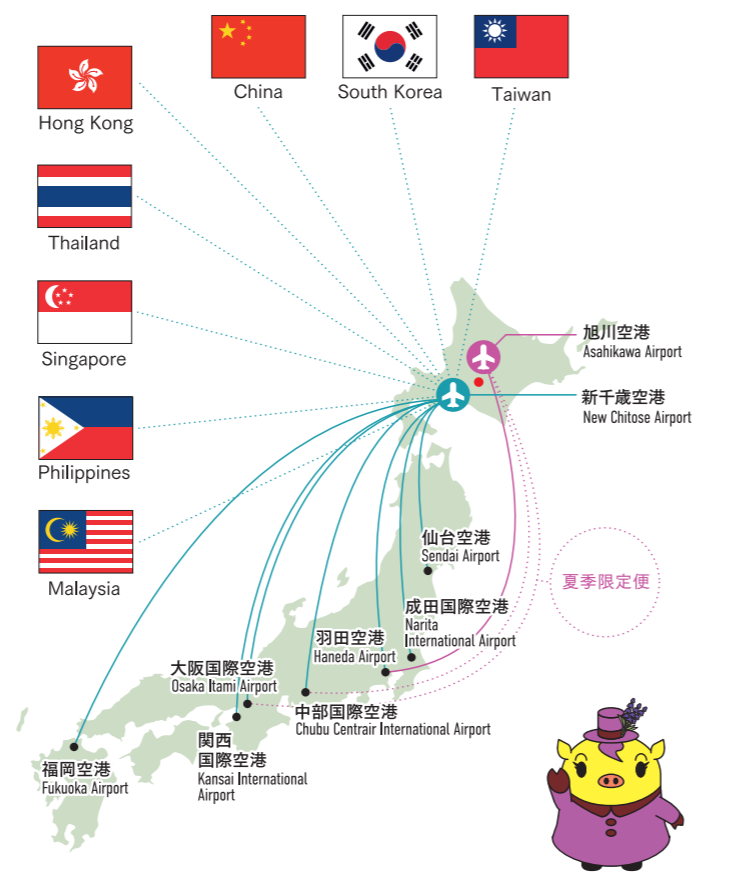 China
South Korea
Taiwan
Hong Kong
Thailand
Singapore
Philippines
Malaysia
旭川空港
Asahikawa Airport
新千歳空港
New Chitose Airport
仙台空港
Sendai Airport
夏季限定便
成田国際空港
Narita
International Airport
羽田空港
Haneda Airport
大阪国際空港
Osaka Itami Airport
中部国際空港
Chubu Centrair International Airport
関西
国際空港
Kansai International
Airport
福岡空港
Fukuoka Airport